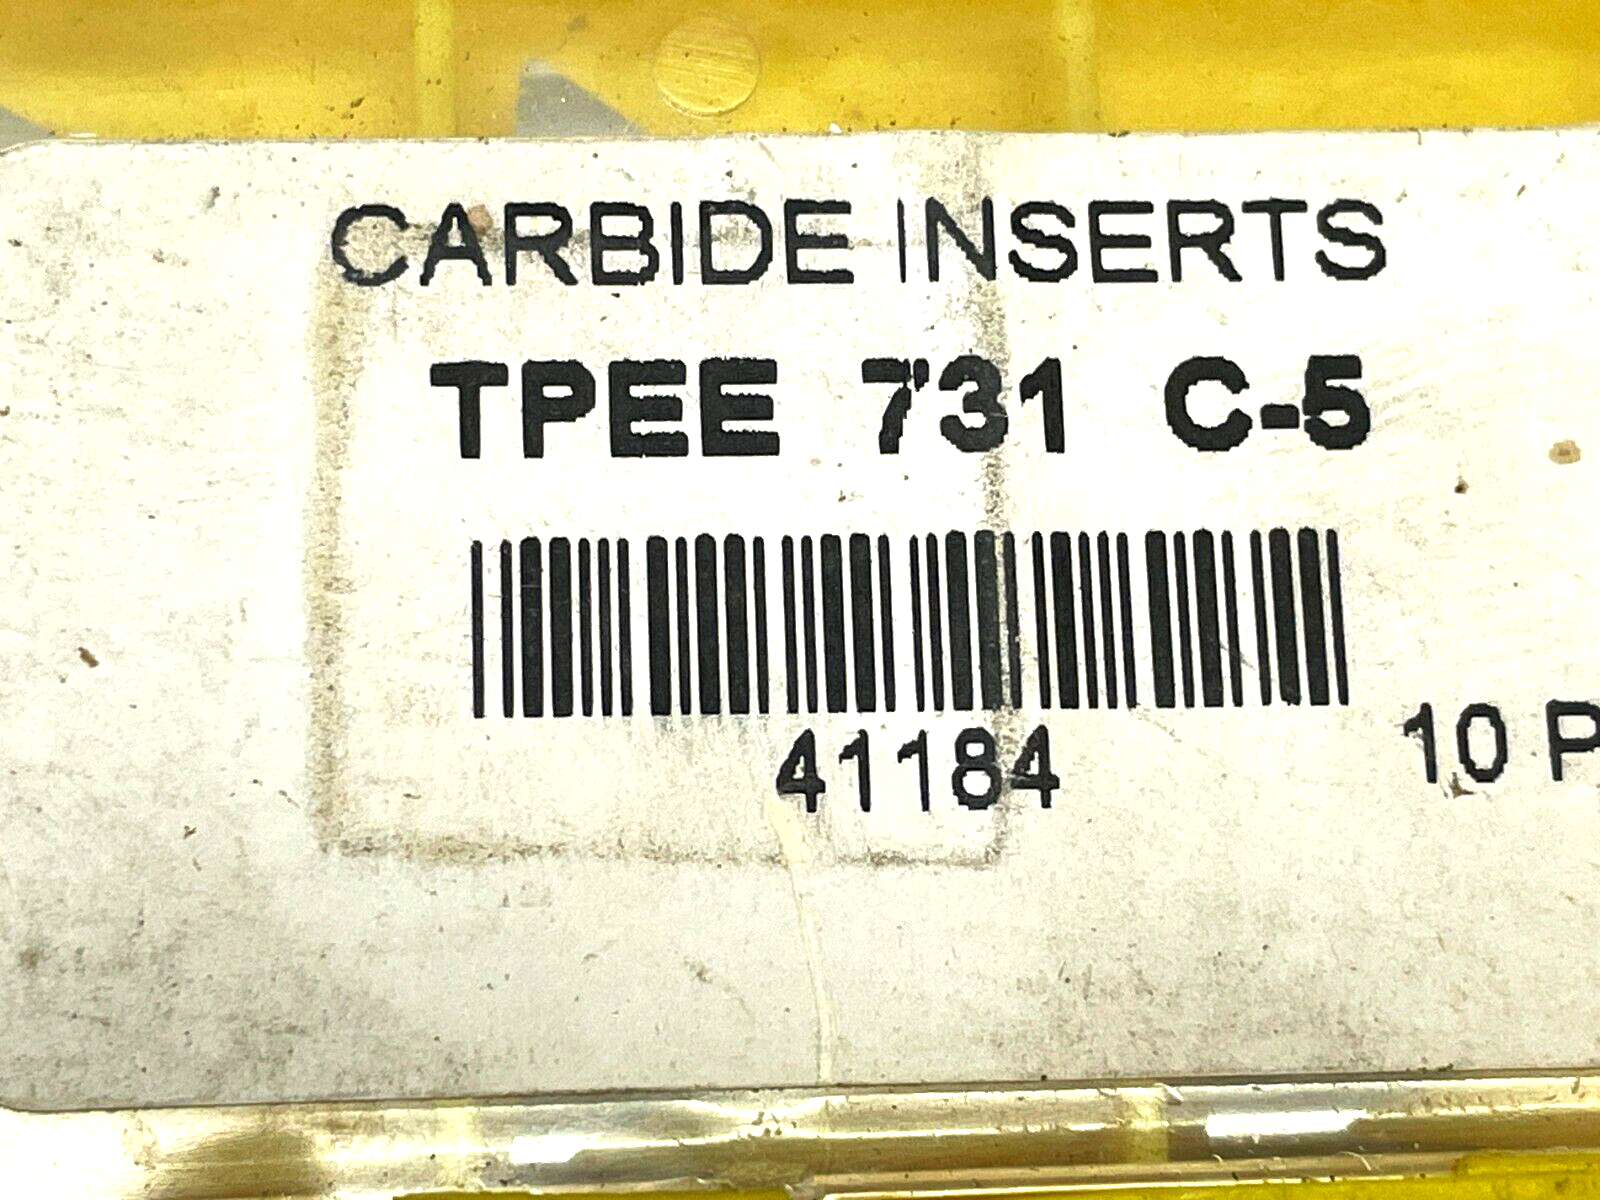 CARBIDE INSERTS
TPEE 731 C-5
41184
10 P